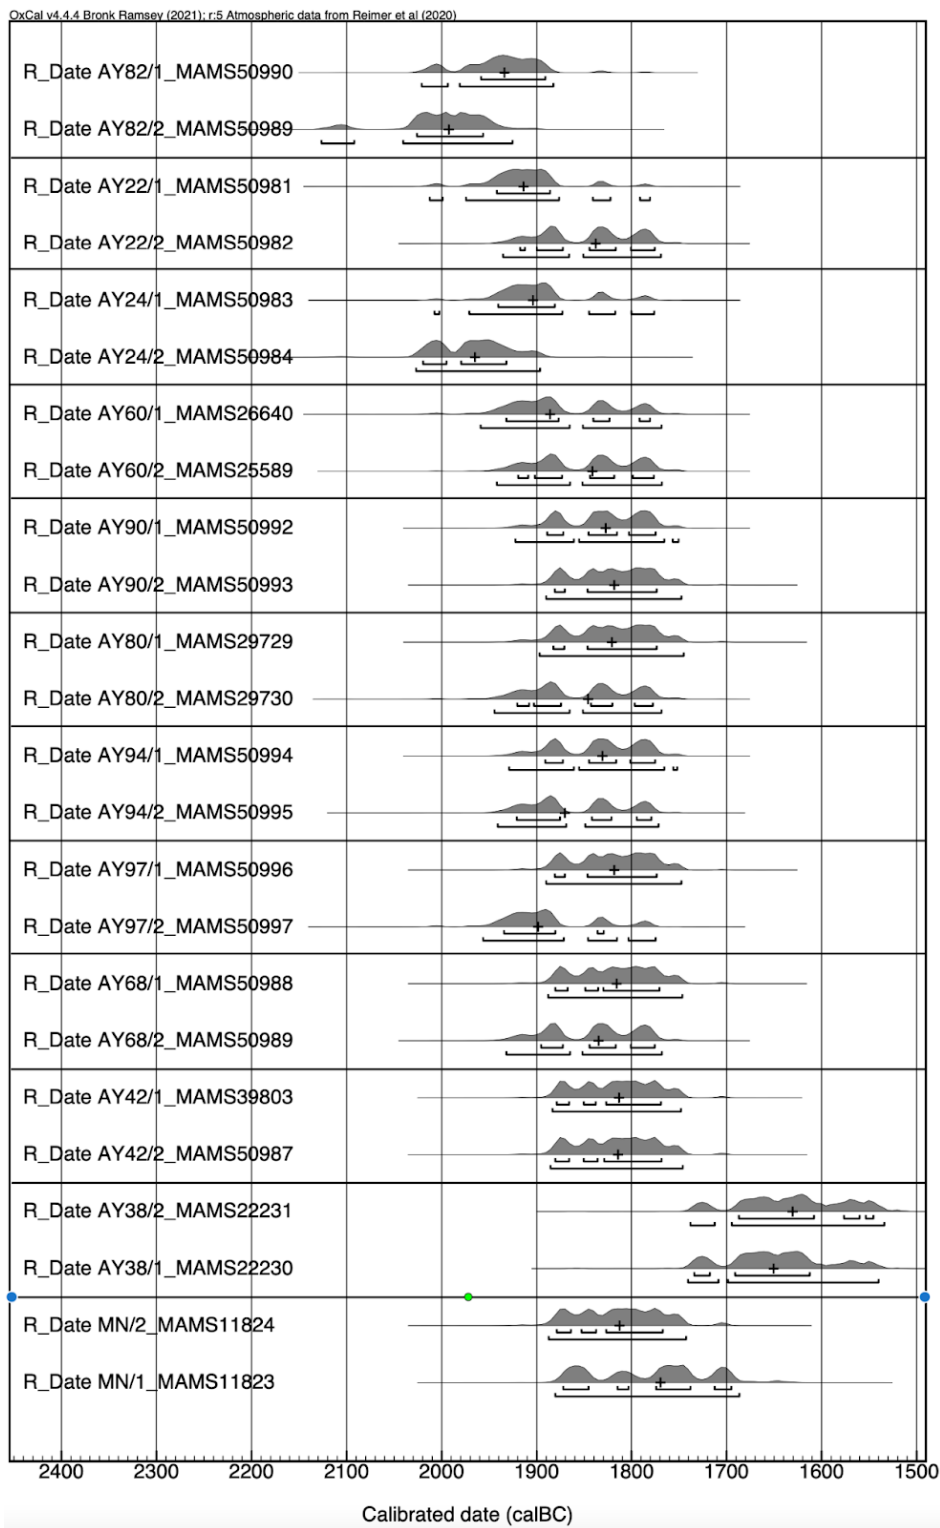 OxCal v4.4.4 Bronk Ramsey (2021); r:5 Atmospheric data from Reimer et al (2020)
R_Date AY82/1_MAMS50990
R_Date AY82/2_MAMS50989
R_Date AY22/1_MAMS50981
R_Date AY22/2_MAMS50982
R_Date AY24/1_MAMS50983
R_Date AY24/2_MAMS50984
R_Date AY60/1_MAMS26640
R_Date AY60/2_MAMS25589
R_Date AY90/1_MAMS50992
R_Date AY90/2_MAMS50993
R_Date AY80/1_MAMS29729
R_Date AY80/2_MAMS29730
R_Date AY94/1_MAMS50994
R_Date AY94/2_MAMS50995
R_Date AY97/1_MAMS50996
R_Date AY97/2_MAMS50997
R_Date AY68/1_MAMS50988
R_Date AY68/2_MAMS50989
R_Date AY42/1_MAMS39803
R_Date AY42/2_MAMS50987
R_Date AY38/2_MAMS22231
R_Date AY38/1_MAMS22230
R_Date MN/2_MAMS11824
R_Date MN/1_MAMS11823
2400 2300 2200 2100 2000 1900 1800 1700 1600 1500
Calibrated date (calBC)